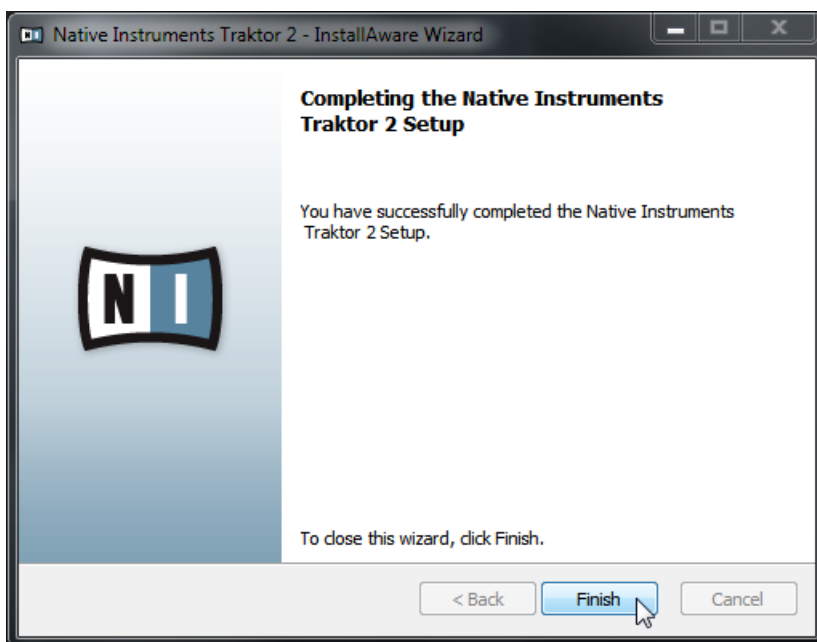 Native Instruments Traktor 2 - InstallAware Wizard
Completing the Native Instruments
Traktor 2 Setup
You have successfully completed the Native Instruments
Traktor 2 Setup.
NI
To close this wizard, click Finish.
< Back
Finish
Cancel